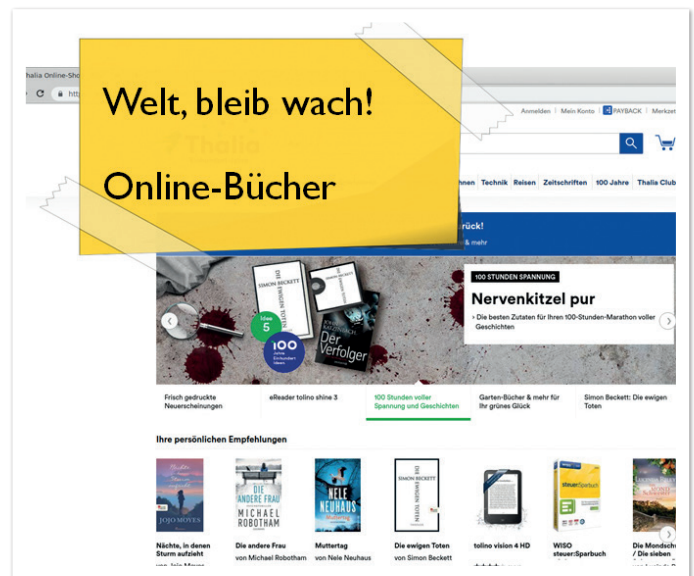 Thalia Online-Sho
Welt, bleib wach!
Online-Bücher
Anmelden | Mein Konto | PAYBACK | Merkzet
Thalia
Technik Reisen Zeitschriften 100 Jahre Thalia Club
& mehr
100 STUNDEN SPANNUNG
Nervenkitzel pur
› Die besten Zutaten für Ihren 100-Stunden-Marathon voller
Geschichten
SIMON BECKETT
DIE EWIGEN TOTEN
Idee
5
100
Jahre
Einhundert
Ideen
Der
Verfolger
Frisch gedruckte
Neuerscheinungen
eReader tolino shine 3
100 Stunden voller
Spannung und Geschichten
Garten-Bücher & mehr für
Ihr grünes Glück
Simon Beckett: Die ewigen
Toten
Ihre persönlichen Empfehlungen
JOJO MOYES
DIE
ANDERE FRAU
MICHAEL
ROBOTHAM
NELE
NEUHAUS
Muttertag
SIMON BECKETT
DIE EWIGEN TOTEN
steuer:Sparbuch
Nächte, in denen
Sturm aufzieht
Die andere Frau
von Michael Robotham
Muttertag
von Nele Neuhaus
Die ewigen Toten
von Simon Beckett
tolino vision 4 HD
WISO
steuer:Sparbuch
Die Mondsch
/ Die sieben